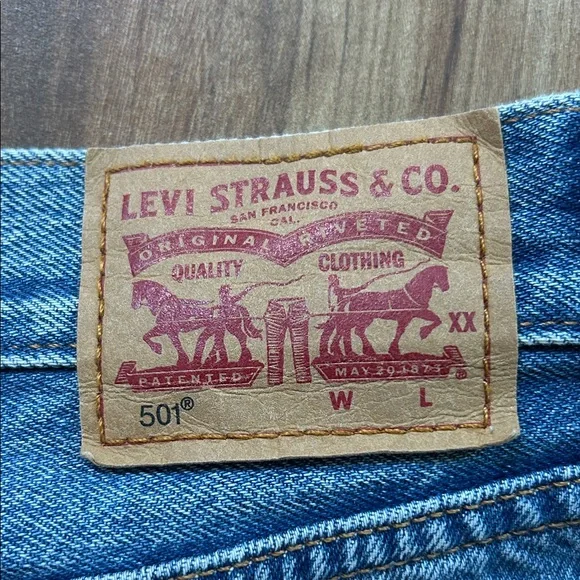 LEVI STRAUSS & CO.
SAN FRANCISCO
CAL.
ORIGINAL RIVETED
QUALITY CLOTHING
XX
PATENTED MAY 20 1873
501® W L